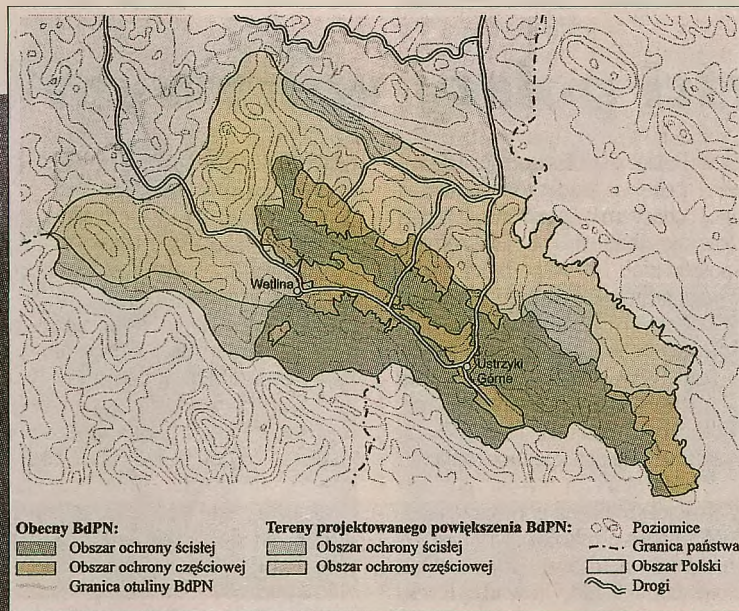 Wetlina
Ustrzyki
Górne
Obecny BdPN:
Obszar ochrony ścisłej
Obszar ochrony częściowej
Granica otuliny BdPN
Tereny projektowanego powiększenia BdPN:
Obszar ochrony ścisłej
Obszar ochrony częściowej
Poziomice
Granica państwa
Obszar Polski
Drogi